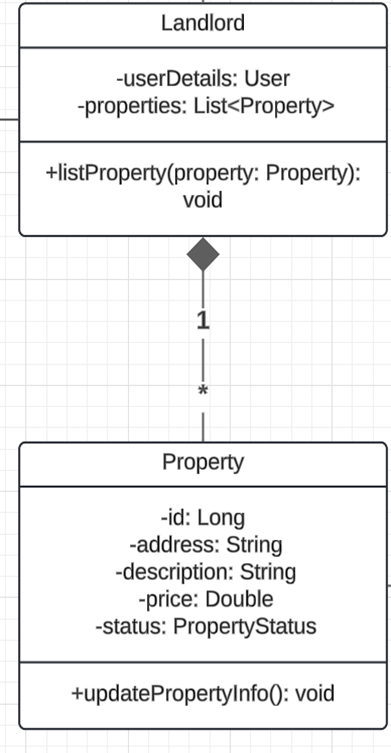 Landlord
-userDetails: User
-properties: List<Property>
+listProperty(property: Property):
void
1
*
Property
-id: Long
-address: String
-description: String
-price: Double
-status: PropertyStatus
+updatePropertyInfo(): void